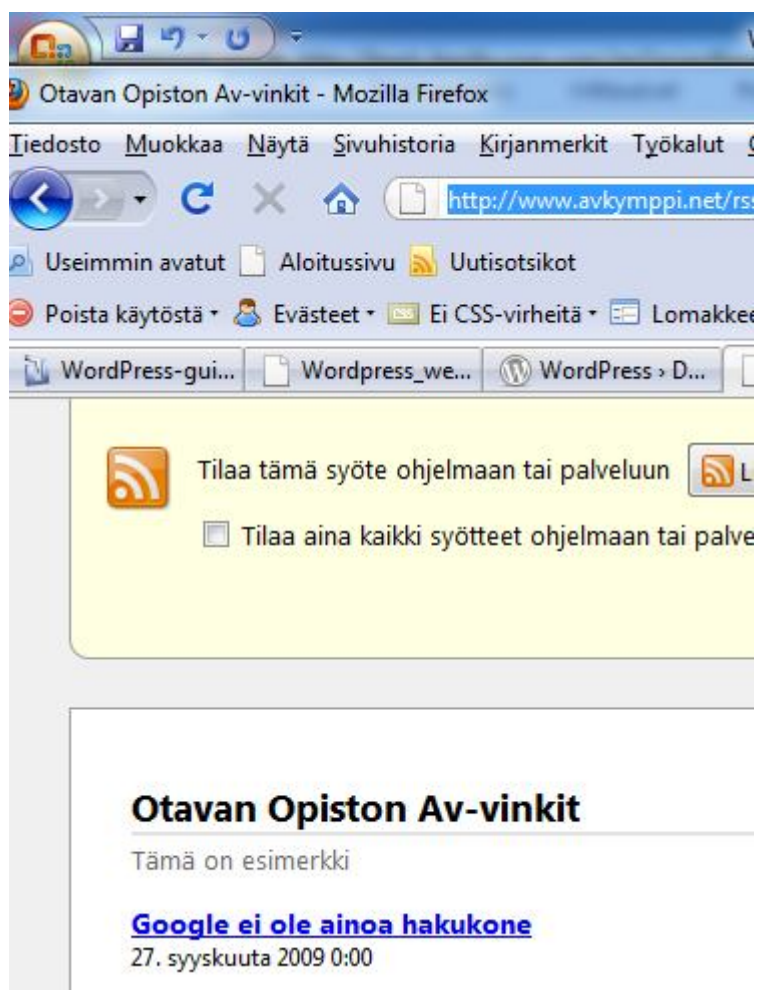 Otavan Opiston Av-vinkit - Mozilla Firefox
Tiedosto Muokkaa Näytä Sivuhistoria Kirjanmerkit Työkalut
http://www.avkymppi.net/rss
Useimmin avatut Aloitussivu Uutisotsikot
Poista käytöstä Evästeet Ei CSS-virheitä Lomakkee
WordPress-gui... Wordpress_we... WordPress › D...
Tilaa tämä syöte ohjelmaan tai palveluun L
Tilaa aina kaikki syötteet ohjelmaan tai palve
Otavan Opiston Av-vinkit
Tämä on esimerkki
Google ei ole ainoa hakukone
27. syyskuuta 2009 0:00